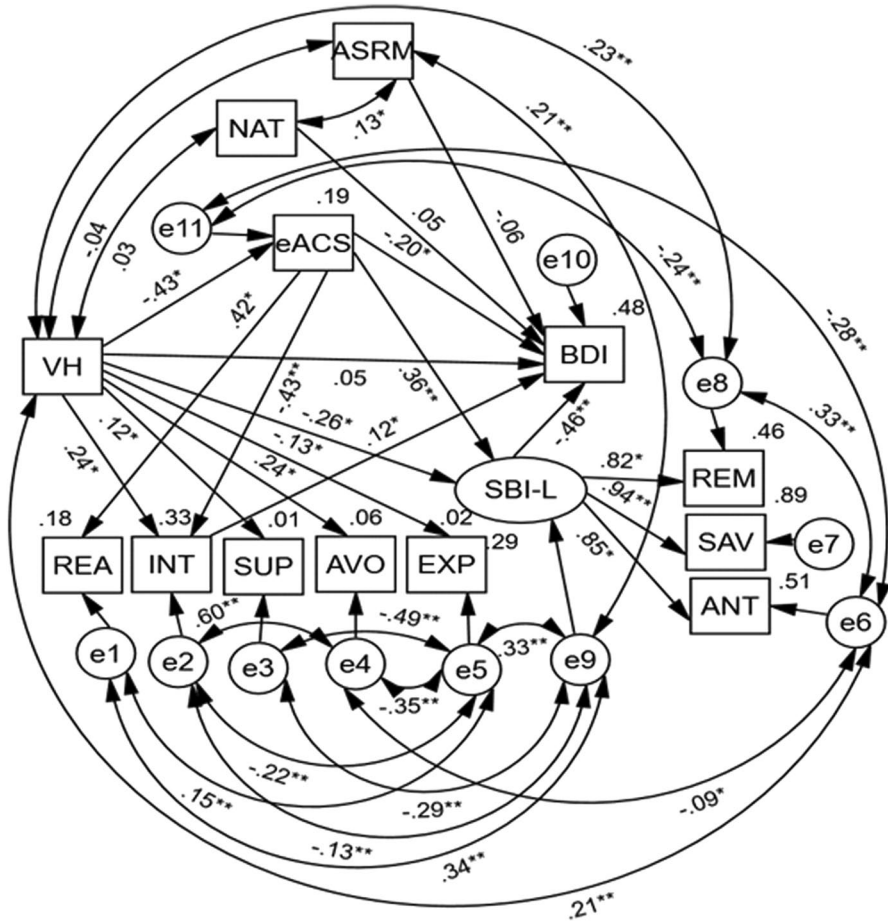 .23**
ASRM
.21**
NAT
.13*
.19
e11
eACS
.05
-.06
-.20*
e10
-.24**
-.28**
-.04
.03
-.43*
.42*
.48
VH
BDI
.05
e8
-.43**
.36**
.33**
.12*
.24*
-.26*
-.13*
.24*
.12*
-.46**
.46
SBI-L
.82*
REM
.94**
.89
.85*
SAV
e7
.18
.33
.01
.06
.02
.29
REA
INT
SUP
AVO
EXP
.51
ANT
e6
.60**
-.49**
.33**
e1
e2
e3
e4
e5
e9
-.35**
-.22**
-.29**
-.09*
.15**
-.13**
.34**
.21**